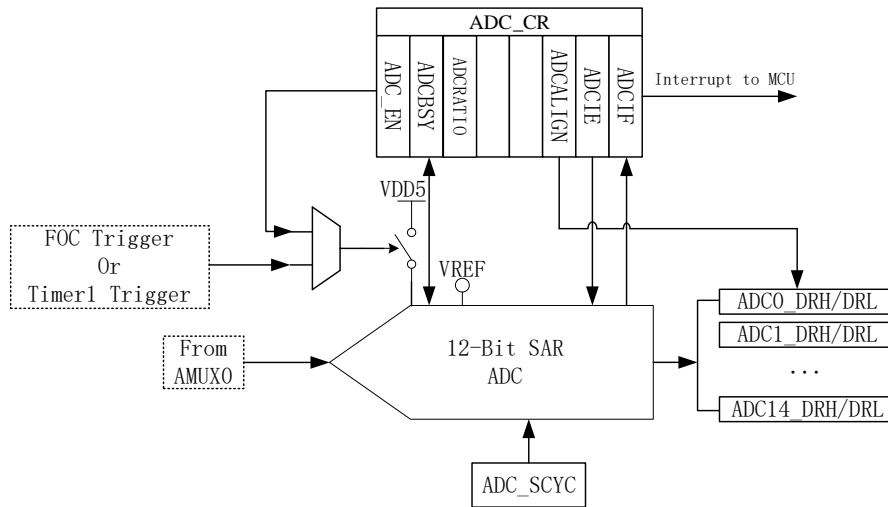 ADC_CR
ADC_EN
ADCBSY
ADCRATIO
ADCALIGN
ADCIE
ADCIF
Interrupt to MCU
VDD5
FOC Trigger
Or
Timer1 Trigger
VREF
ADC0_DRH/DRL
ADC1_DRH/DRL
...
ADC14_DRH/DRL
From
AMUX0
12-Bit SAR
ADC
ADC_SCYC